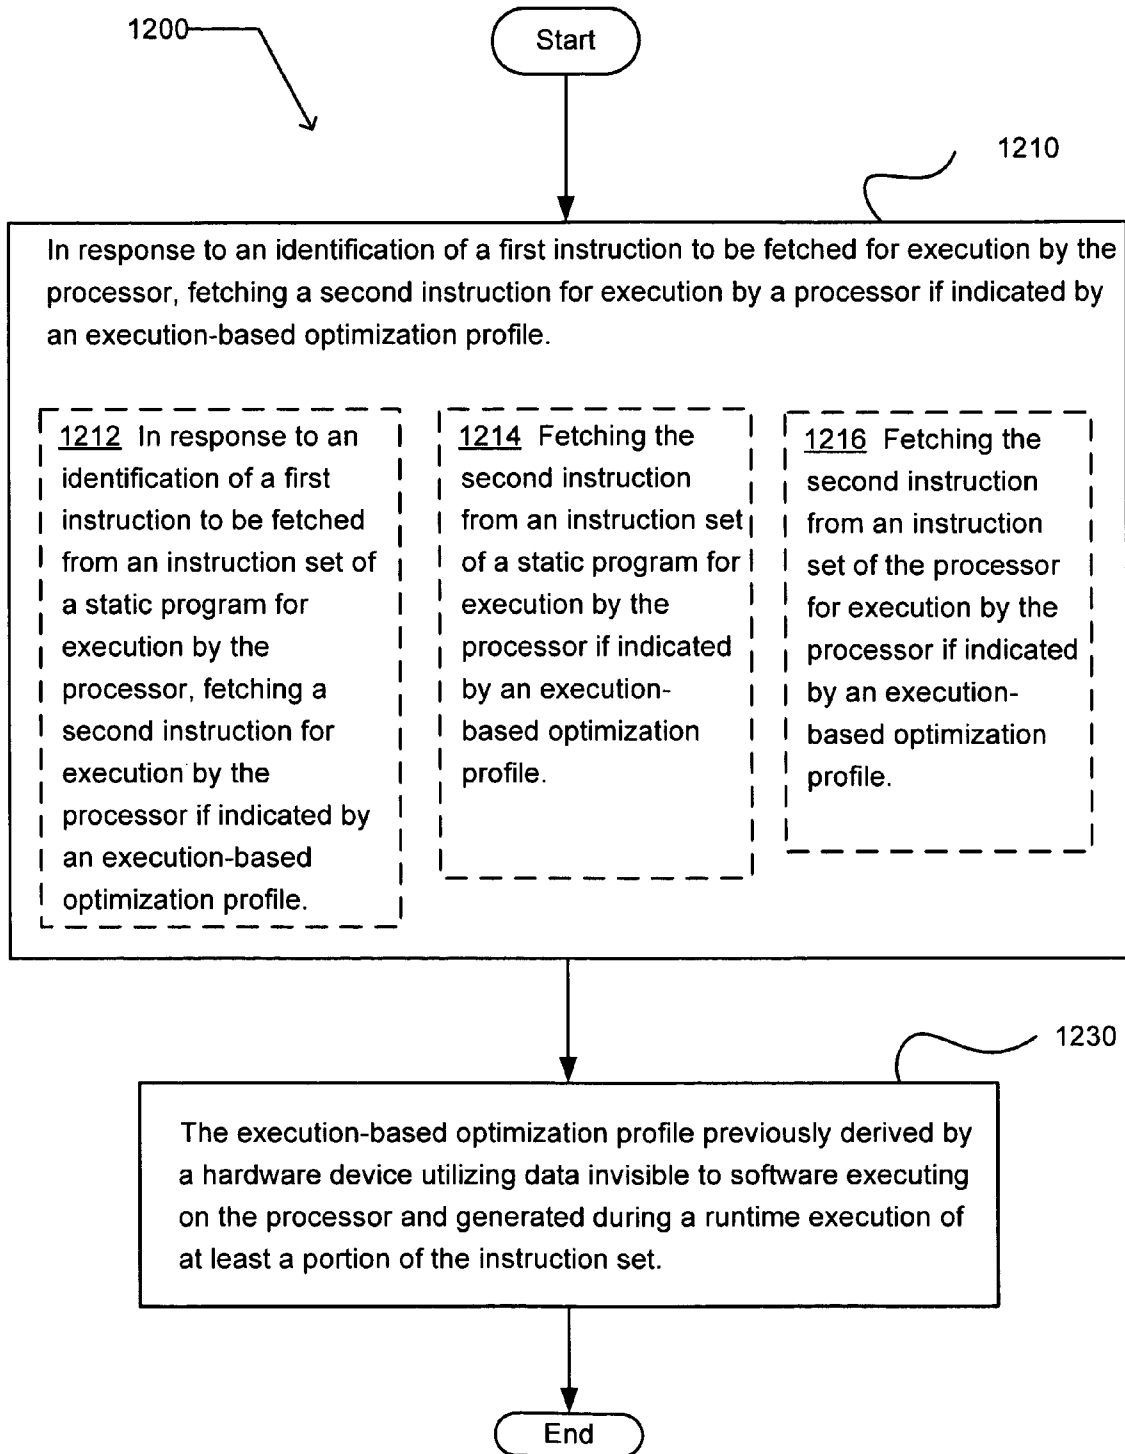 1200
Start
1210
In response to an identification of a first instruction to be fetched for execution by the
processor, fetching a second instruction for execution by a processor if indicated by
an execution-based optimization profile.
1212 In response to an
identification of a first
instruction to be fetched
from an instruction set of
a static program for
execution by the
processor, fetching a
second instruction for
execution by the
processor if indicated by
an execution-based
optimization profile.
1214 Fetching the
second instruction
from an instruction set
of a static program for
execution by the
processor if indicated
by an execution-
based optimization
profile.
1216 Fetching the
second instruction
from an instruction
set of the processor
for execution by the
processor if indicated
by an execution-
based optimization
profile.
1230
The execution-based optimization profile previously derived by
a hardware device utilizing data invisible to software executing
on the processor and generated during a runtime execution of
at least a portion of the instruction set.
End